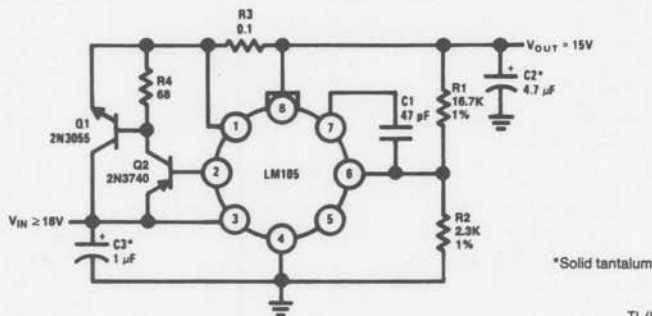 R3
0.1
V_OUT = 15V
R4
68
C2*
4.7 µF
R1
16.7K
1%
C1
47 pF
Q1
2N3055
1
8
7
Q2
2N3740
2
LM105
6
V_IN ≥ 18V
3
4
5
R2
2.3K
1%
C3*
1 µF
+
+
*Solid tantalum